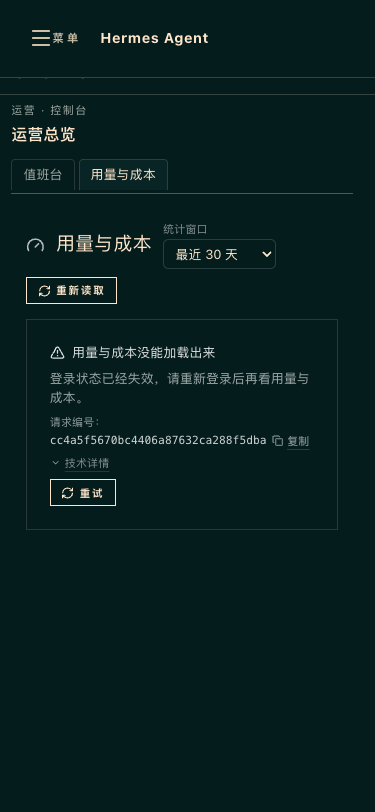 菜单 Hermes Agent
运营 · 控制台
运营总览
值班台 用量与成本
用量与成本
统计窗口
最近 30 天
重新读取
用量与成本没能加载出来
登录状态已经失效，请重新登录后再看用量与
成本。
请求编号：
cc4a5f5670bc4406a87632ca288f5dba 复制
技术详情
重试